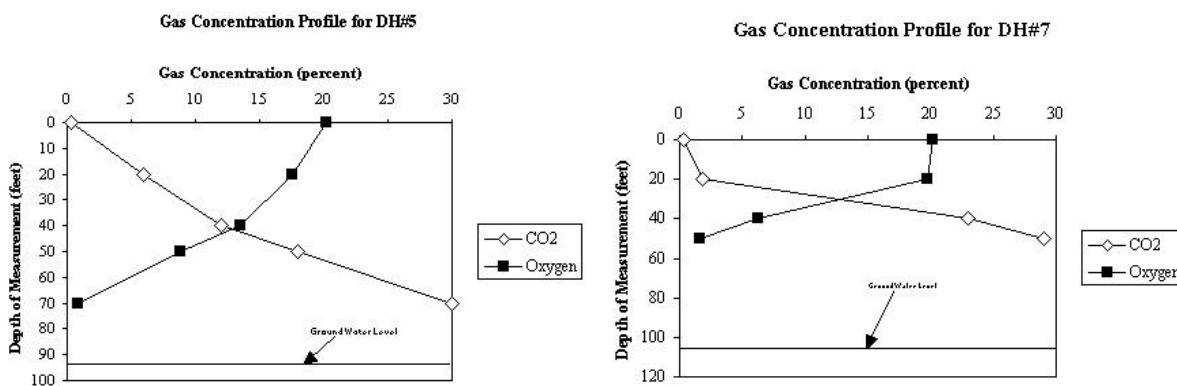 Gas Concentration Profile for DH#5
Gas Concentration (percent)
0 5 10 15 20 25 30
0
10
20
30
40
50
60
70
80
90
100
Depth of Measurement (feet)
Ground Water Level
CO2
Oxygen
Gas Concentration Profile for DH#7
Gas Concentration (percent)
0 5 10 15 20 25 30
0
20
40
60
80
100
120
Depth of Measurement (feet)
Ground Water Level
CO2
Oxygen